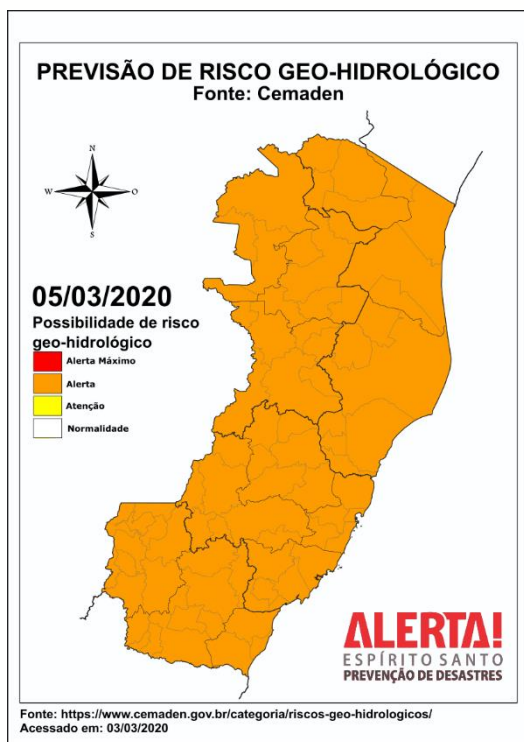 PREVISÃO DE RISCO GEO-HIDROLÓGICO
Fonte: Cemaden
N
W
O
S
05/03/2020
Possibilidade de risco
geo-hidrológico
Alerta Máximo
Alerta
Atenção
Normalidade
ALERTA!
ESPÍRITO SANTO
PREVENÇÃO DE DESASTRES
Fonte: https://www.cemaden.gov.br/categoria/riscos-geo-hidrologicos/
Acessado em: 03/03/2020